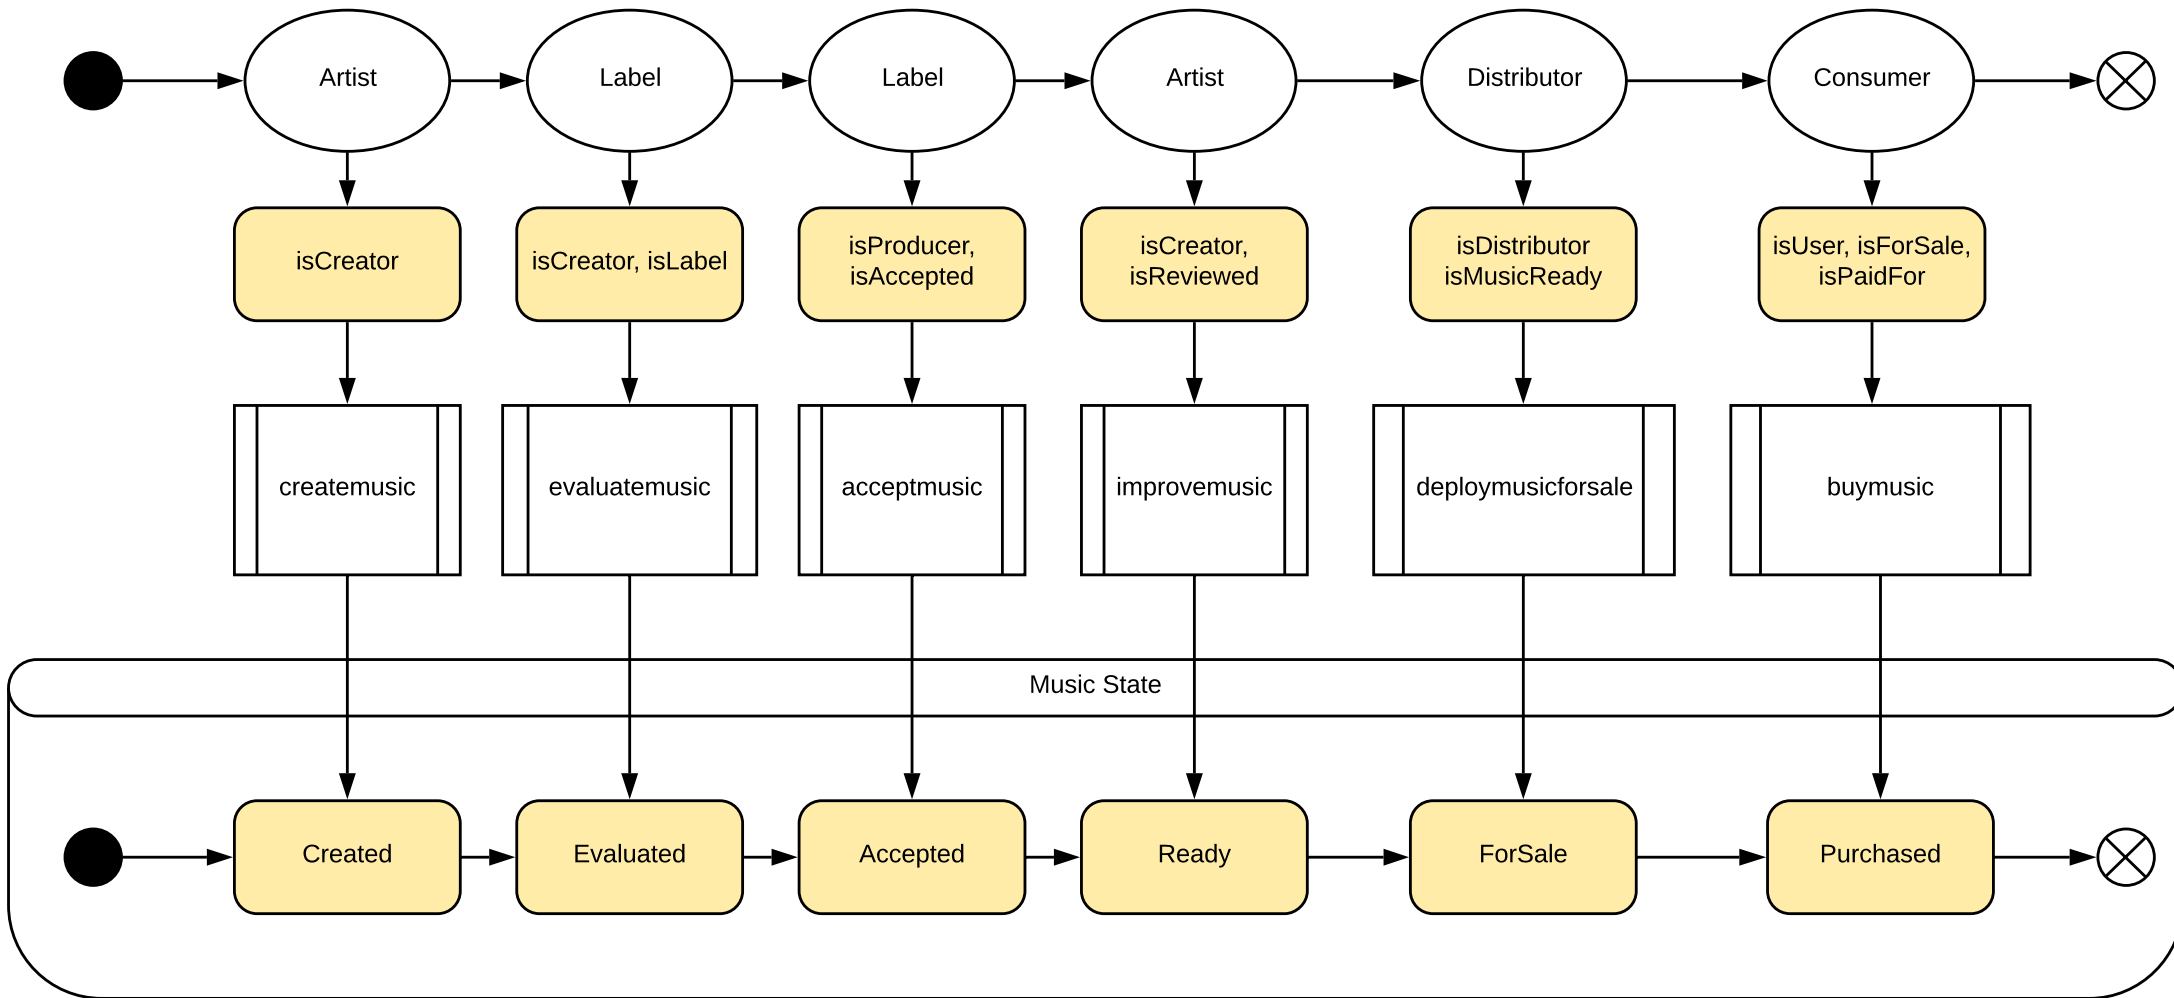 Artist
Label
Label
Artist
Distributor
Consumer
isCreator
isCreator, isLabel
isProducer,
isAccepted
isCreator,
isReviewed
isDistributor
isMusicReady
isUser, isForSale,
isPaidFor
createmusic
evaluatemusic
acceptmusic
improvemusic
deploymusicforsale
buymusic
Music State
Created
Evaluated
Accepted
Ready
ForSale
Purchased